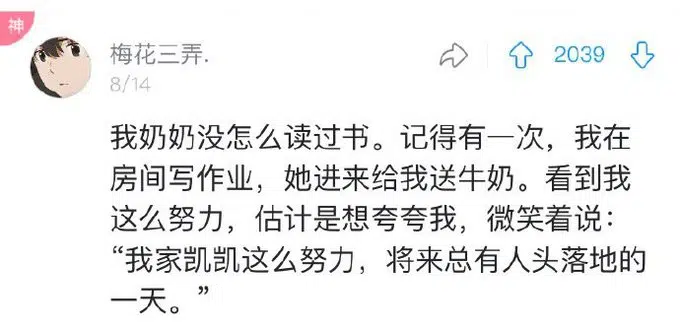 神
梅花三弄.
2039
8/14
我奶奶没怎么读过书。记得有一次，我在
房间写作业，她进来给我送牛奶。看到我
这么努力，估计是想夸夸我，微笑着说：
“我家凯凯这么努力，将来总有人头落地的
一天。”